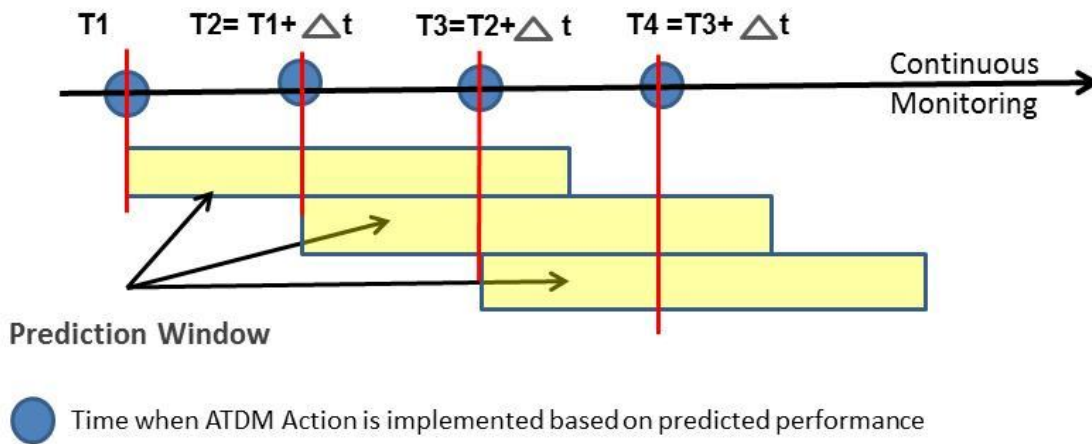 T1
T2= T1+ △t
T3=T2+△ t
T4 =T3+ △t
Continuous
Monitoring
Prediction Window
Time when ATDM Action is implemented based on predicted performance